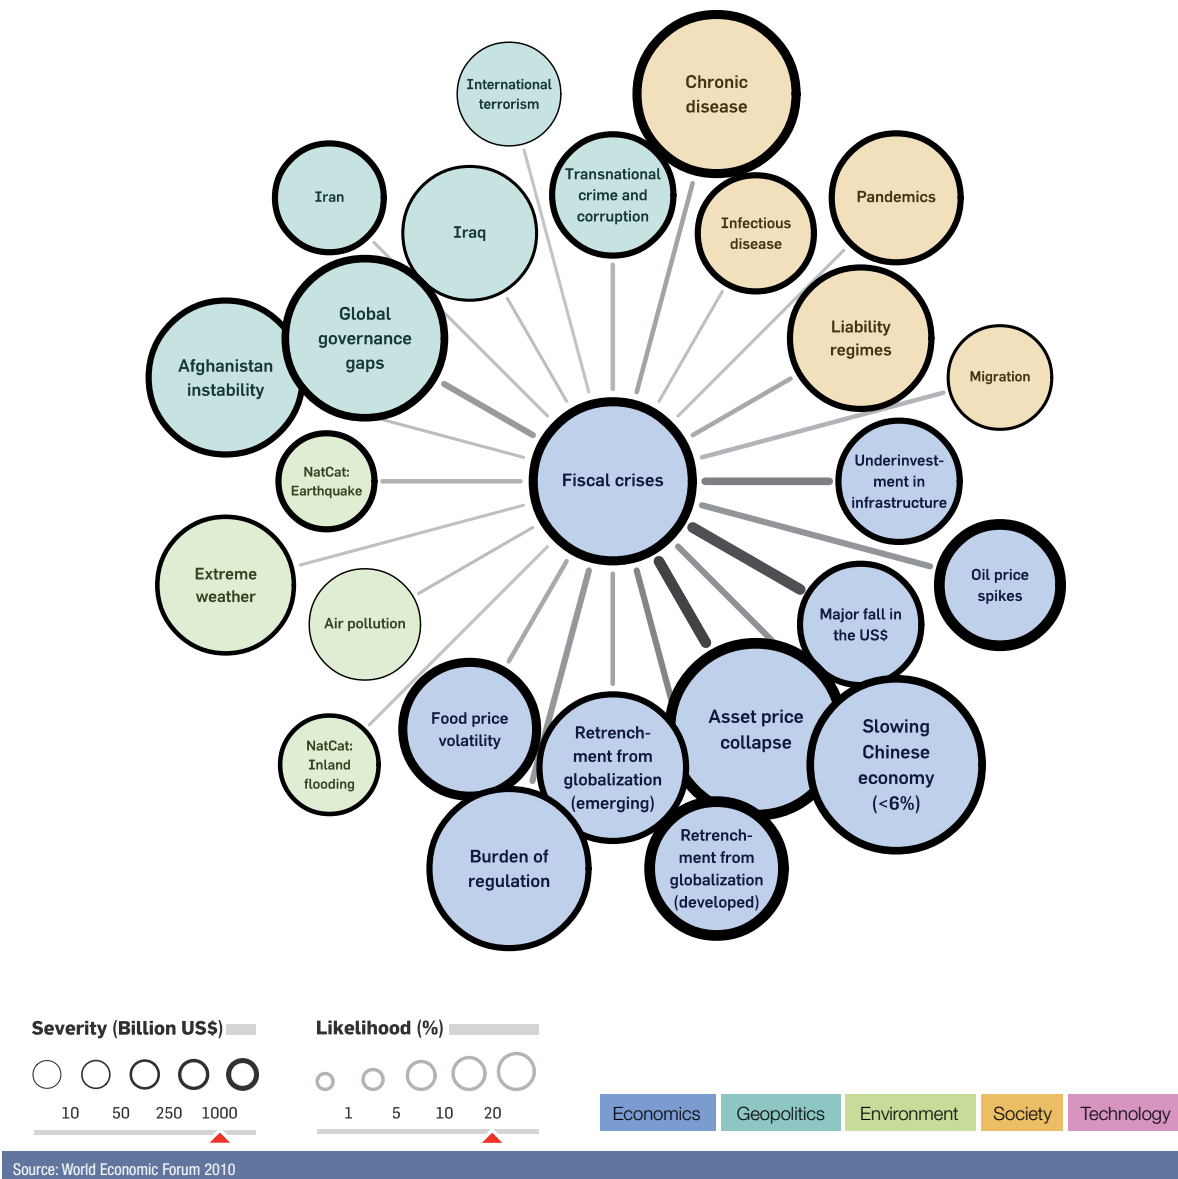 International
terrorism
Chronic
disease
Iran
Iraq
Transnational
crime and
corruption
Infectious
disease
Pandemics
Global
governance
gaps
Liability
regimes
Afghanistan
instability
Migration
NatCat:
Earthquake
Fiscal crises
Underinvest-
ment in
infrastructure
Extreme
weather
Air pollution
Oil price
spikes
Major fall in
the US$
NatCat:
Inland
flooding
Food price
volatility
Retrench-
ment from
globalization
(emerging)
Asset price
collapse
Slowing
Chinese
economy
(<6%)
Burden of
regulation
Retrench-
ment from
globalization
(developed)
Severity (Billion US$)
10 50 250 1000
Likelihood (%)
1 5 10 20
Economics Geopolitics Environment Society Technology
Source: World Economic Forum 2010